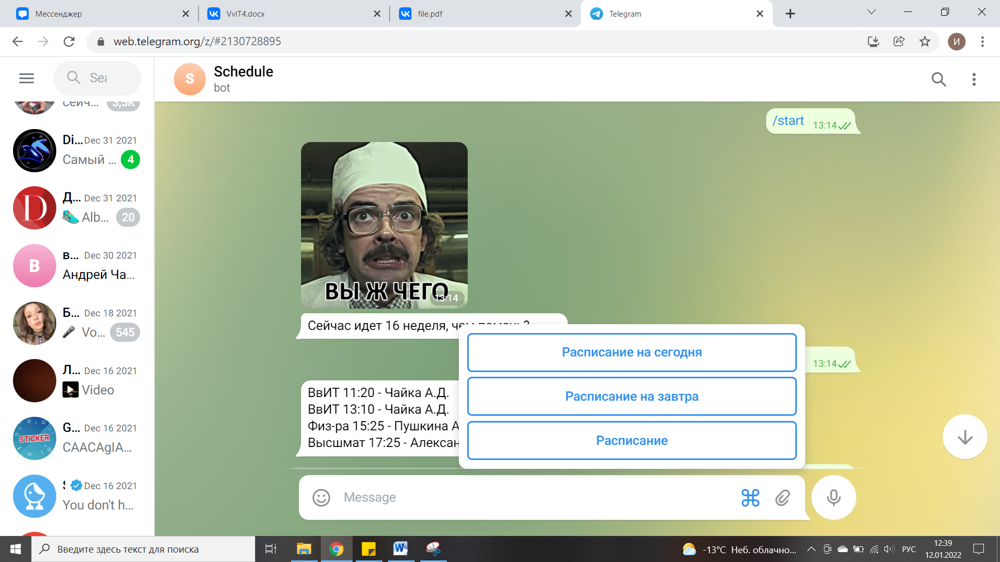 Мессенджер
VvIT4.docx
file.pdf
Telegram
web.telegram.org/z/#2130728895
И
Sea
S
Schedule
bot
сейч...
3,5K
/start 13:14
Di... Dec 31 2021
Самый ... 4
Д... Dec 31 2021
Alb... 20
D
в... Dec 30 2021
Андрей Ча...
В
Б... Dec 18 2021
Vo... 545
Л... Dec 16 2021
Video
G... Dec 16 2021
CAACAgIA...
STICKER
Dec 16 2021
You don't h...
ВЫ Ж ЧЕГО
13:14
Сейчас идет 16 неделя, чем помочь?
13:14
ВвИТ 11:20 - Чайка А.Д.
ВвИТ 13:10 - Чайка А.Д.
Физ-ра 15:25 - Пушкина А
Высшмат 17:25 - Алексан
Расписание на сегодня
Расписание на завтра
Расписание
Message
Введите здесь текст для поиска
-13°C Неб. облачно...
РУС
12:39
12.01.2022